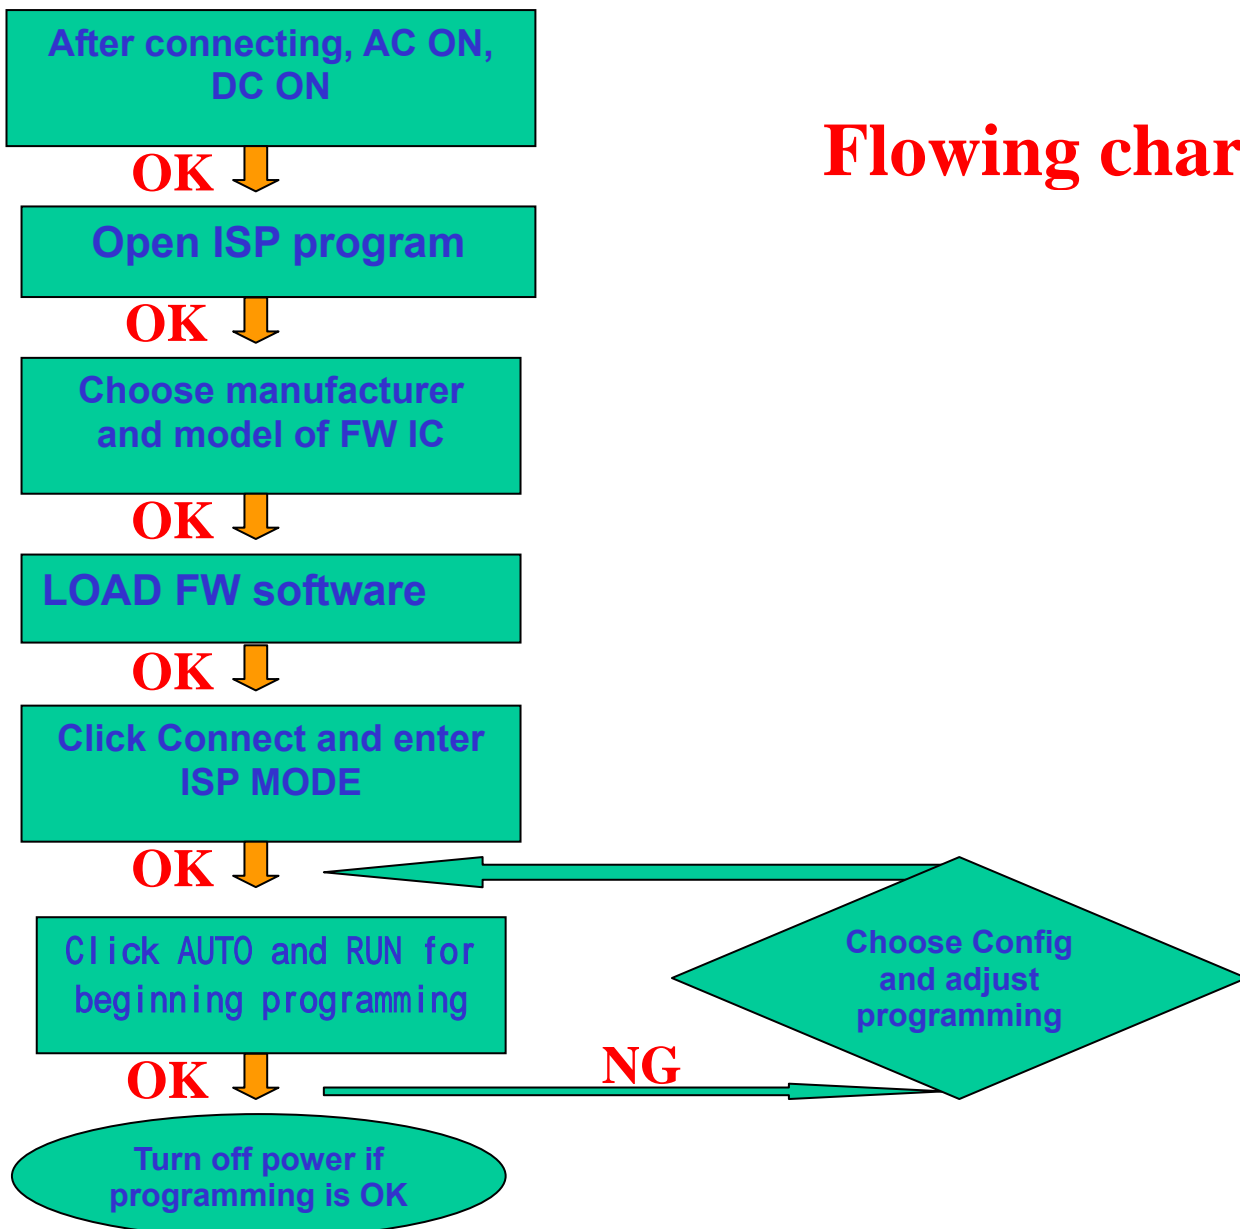 After connecting, AC ON,
DC ON
Flowing char
OK
Open ISP program
OK
Choose manufacturer
and model of FW IC
OK
LOAD FW software
OK
Click Connect and enter
ISP MODE
OK
Click AUTO and RUN for
beginning programming
Choose Config
and adjust
programming
OK
NG
Turn off power if
programming is OK